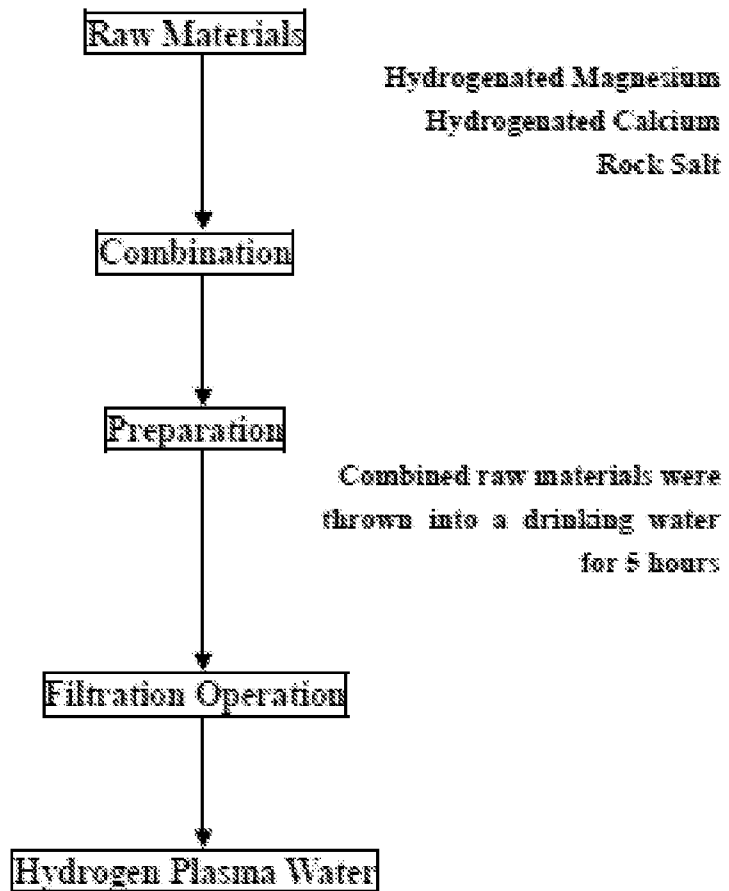 Raw Materials
Hydrogenated Magnesium
Hydrogenated Calcium
Rock Salt
Combination
Preparation
Combined raw materials were
thrown into a drinking water
for 5 hours
Filtration Operation
Hydrogen Plasma Water